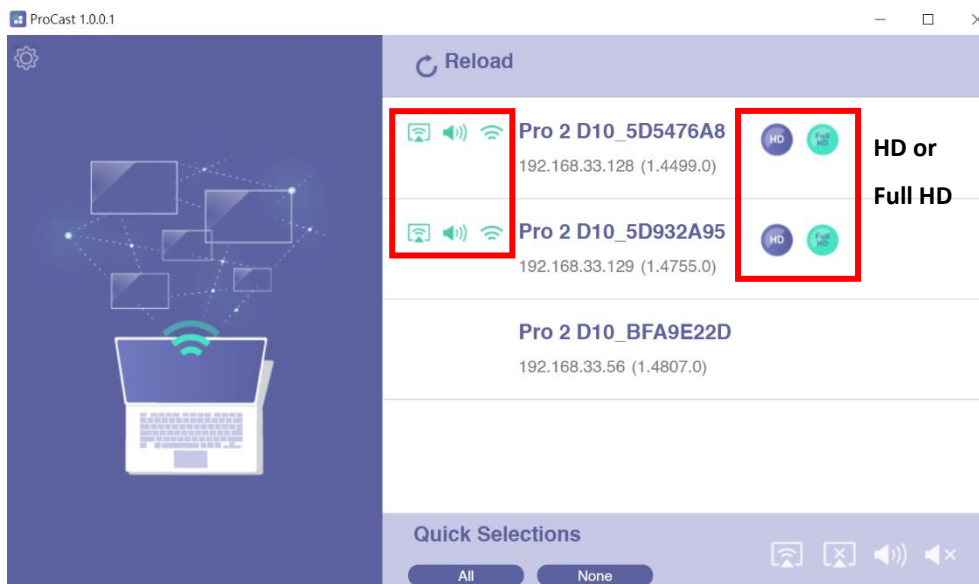 ProCast 1.0.0.1
Reload
Pro 2 D10_5D5476A8
HD
Full
HD
192.168.33.128 (1.4499.0)
HD or
Full HD
Pro 2 D10_5D932A95
HD
Full
HD
192.168.33.129 (1.4755.0)
Pro 2 D10_BFA9E22D
192.168.33.56 (1.4807.0)
Quick Selections
All
None